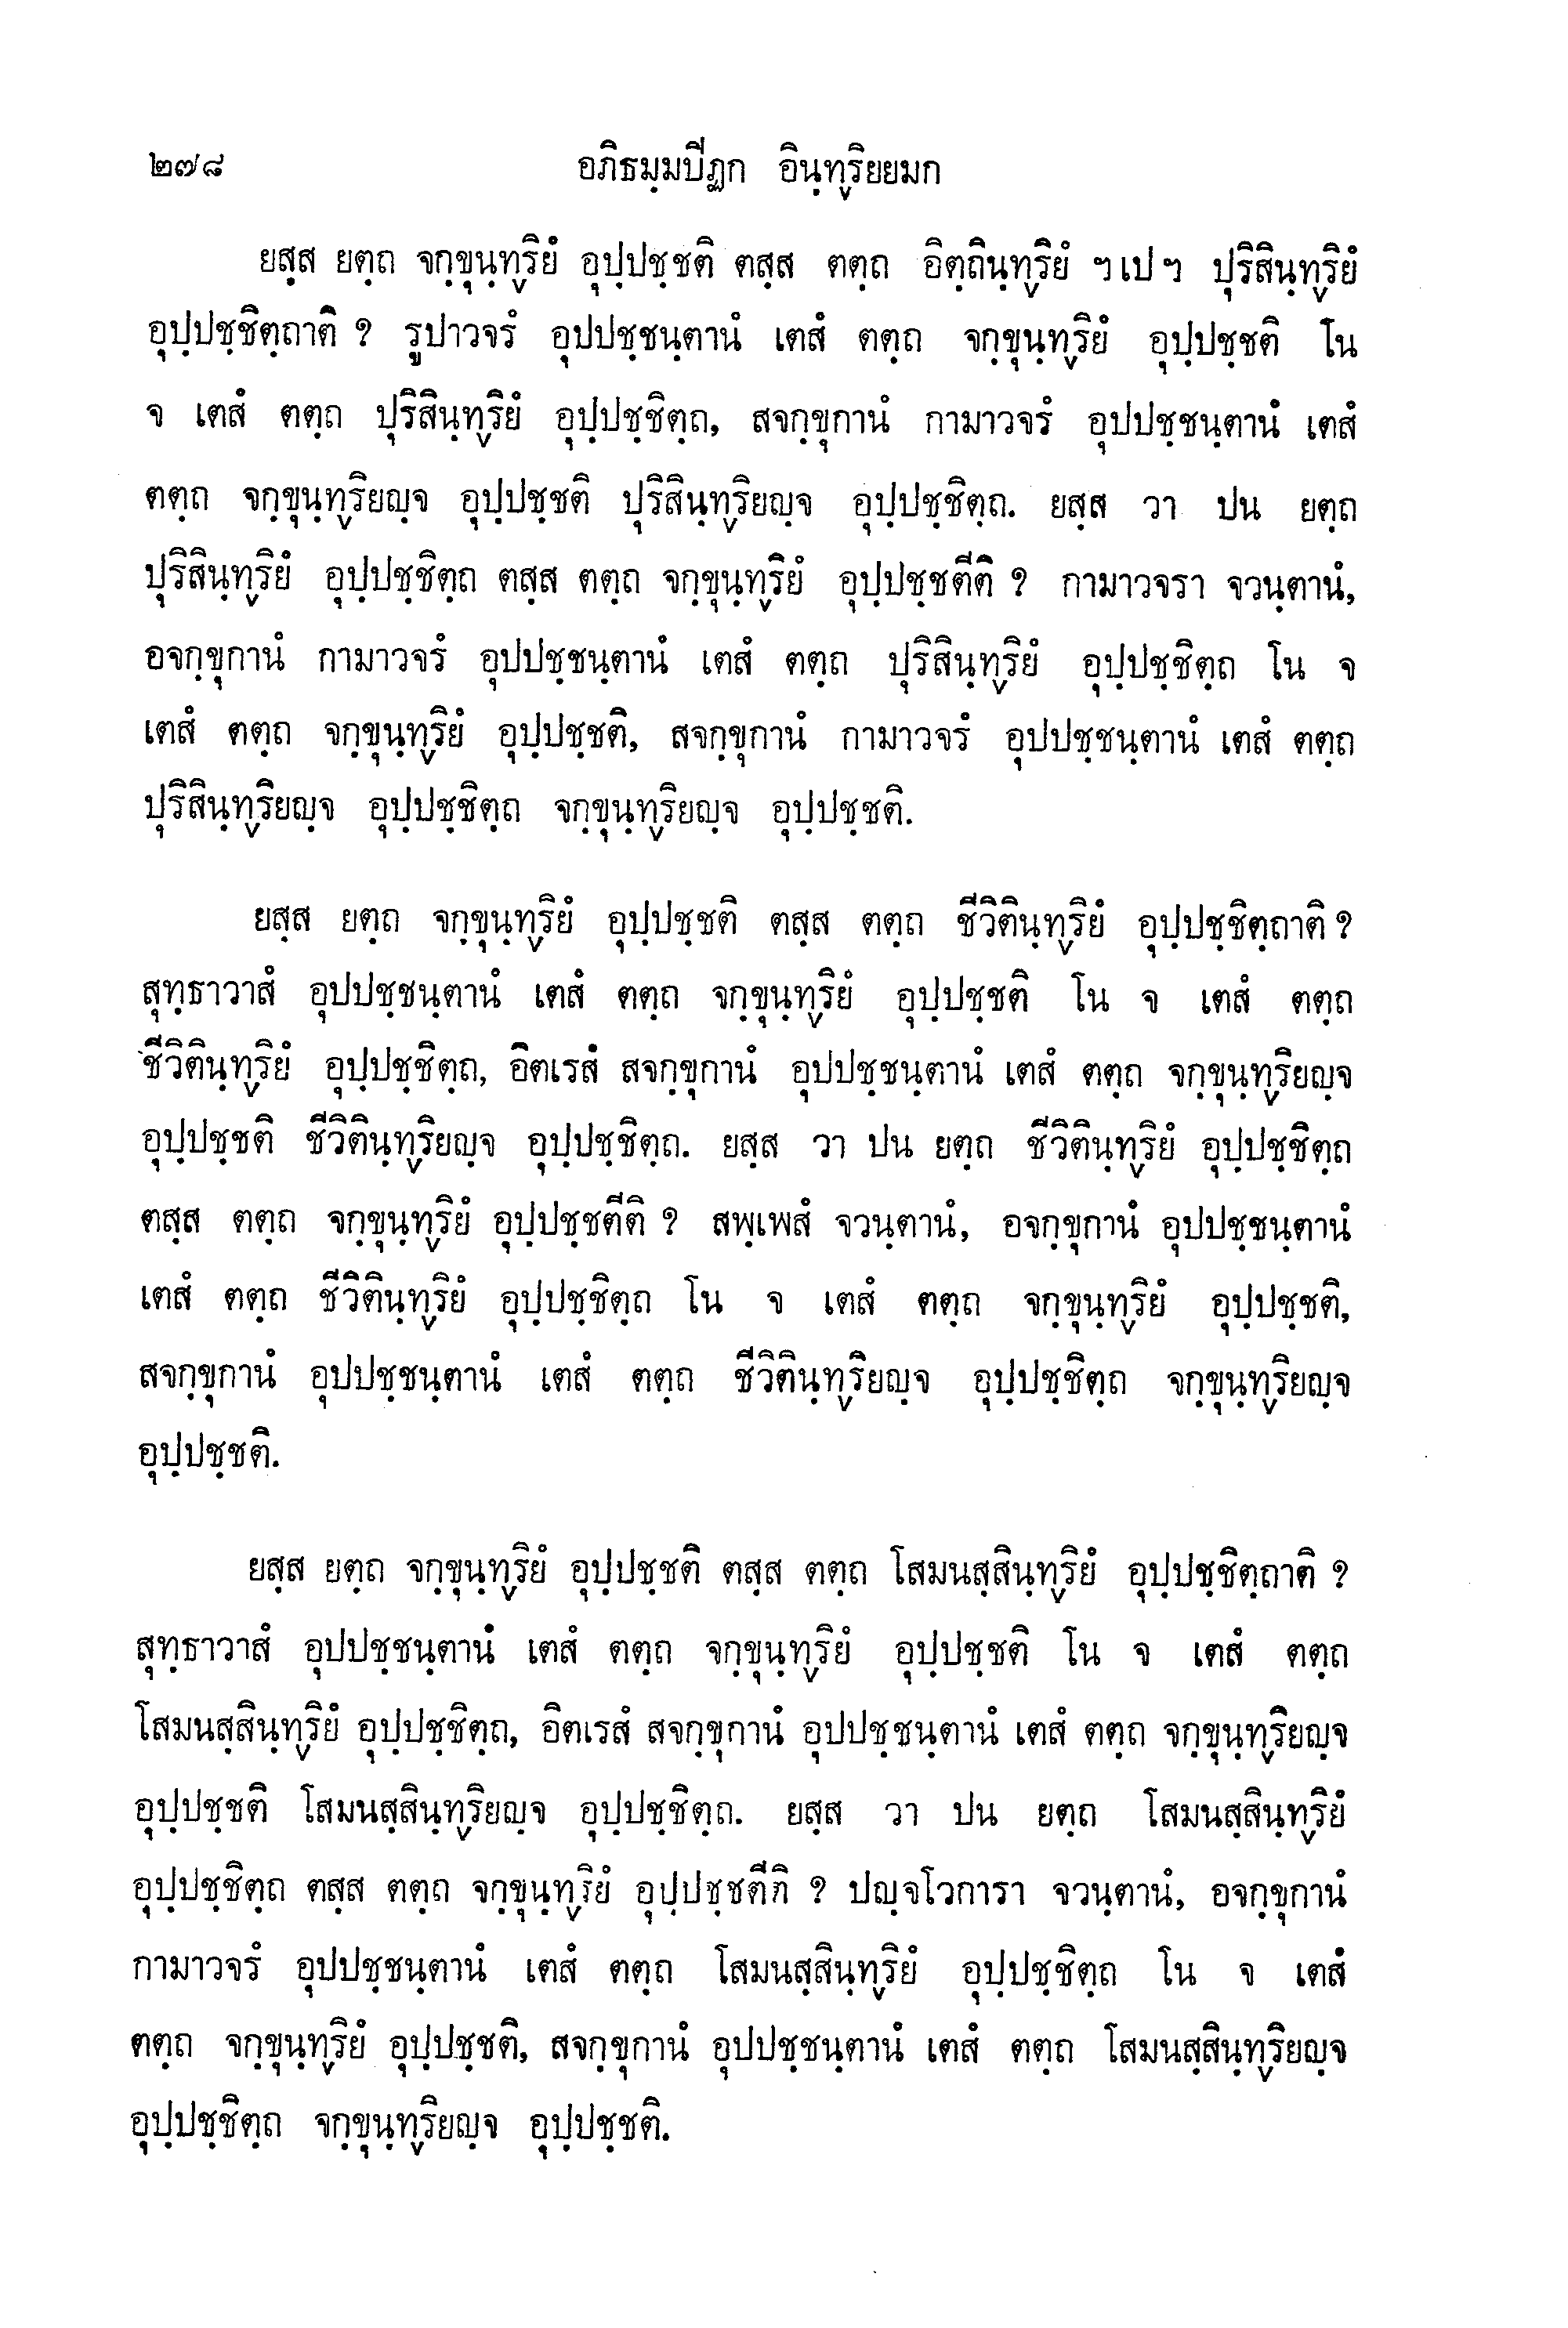 ๒๗๘ อภิธมฺมปิฏก อินฺทฺริยยมก
ยสฺส ยตฺถ จกฺขุนฺทฺริยํ อุปฺปชฺชติ ตสฺส ตตฺถ อิตฺถินฺทฺริยํ ฯเปฯ ปุริสินฺทฺริยํ
อุปฺปชฺชิตฺถาติ ? รูปาวจรํ อุปปชฺชนฺตานํ เตสํ ตตฺถ จกฺขุนฺทฺริยํ อุปฺปชฺชติ โน
จ เตสํ ตตฺถ ปุริสินฺทฺริยํ อุปฺปชฺชิตฺถ, สจกฺขุกานํ กามาวจรํ อุปปชฺชนฺตานํ เตสํ
ตตฺถ จกฺขุนฺทฺริยญฺจ อุปฺปชฺชติ ปุริสินฺทฺริยญฺจ อุปฺปชฺชิตฺถ. ยสฺส วา ปน ยตฺถ
ปุริสินฺทฺริยํ อุปฺปชฺชิตฺถ ตสฺส ตตฺถ จกฺขุนฺทฺริยํ อุปฺปชฺชตีติ ? กามาวจรา จวนฺตานํ,
อจกฺขุกานํ กามาวจรํ อุปปชฺชนฺตานํ เตสํ ตตฺถ ปุริสินฺทฺริยํ อุปฺปชฺชิตฺถ โน จ
เตสํ ตตฺถ จกฺขุนฺทฺริยํ อุปฺปชฺชติ, สจกฺขุกานํ กามาวจรํ อุปปชฺชนฺตานํ เตสํ ตตฺถ
ปุริสินฺทฺริยญฺจ อุปฺปชฺชิตฺถ จกฺขุนฺทฺริยญฺจ อุปฺปชฺชติ.
ยสฺส ยตฺถ จกฺขุนฺทฺริยํ อุปฺปชฺชติ ตสฺส ตตฺถ ชีวิตินฺทฺริยํ อุปฺปชฺชิตฺถาติ ?
สุทฺธาวาสํ อุปปชฺชนฺตานํ เตสํ ตตฺถ จกฺขุนฺทฺริยํ อุปฺปชฺชติ โน จ เตสํ ตตฺถ
ชีวิตินฺทฺริยํ อุปฺปชฺชิตฺถ, อิตเรสํ สจกฺขุกานํ อุปปชฺชนฺตานํ เตสํ ตตฺถ จกฺขุนฺทฺริยญฺจ
อุปฺปชฺชติ ชีวิตินฺทฺริยญฺจ อุปฺปชฺชิตฺถ. ยสฺส วา ปน ยตฺถ ชีวิตินฺทฺริยํ อุปฺปชฺชิตฺถ
ตสฺส ตตฺถ จกฺขุนฺทฺริยํ อุปฺปชฺชตีติ ? สพฺเพสํ จวนฺตานํ, อจกฺขุกานํ อุปปชฺชนฺตานํ
เตสํ ตตฺถ ชีวิตินฺทฺริยํ อุปฺปชฺชิตฺถ โน จ เตสํ ตตฺถ จกฺขุนฺทฺริยํ อุปฺปชฺชติ,
สจกฺขุกานํ อุปปชฺชนฺตานํ เตสํ ตตฺถ ชีวิตินฺทฺริยญฺจ อุปฺปชฺชิตฺถ จกฺขุนฺทฺริยญฺจ
อุปฺปชฺชติ.
ยสฺส ยตฺถ จกฺขุนฺทฺริยํ อุปฺปชฺชติ ตสฺส ตตฺถ โสมนสฺสินฺทฺริยํ อุปฺปชฺชิตฺถาติ ?
สุทฺธาวาสํ อุปปชฺชนฺตานํ เตสํ ตตฺถ จกฺขุนฺทฺริยํ อุปฺปชฺชติ โน จ เตสํ ตตฺถ
โสมนสฺสินฺทฺริยํ อุปฺปชฺชิตฺถ, อิตเรสํ สจกฺขุกานํ อุปปชฺชนฺตานํ เตสํ ตตฺถ จกฺขุนฺทฺริยญฺจ
อุปฺปชฺชติ โสมนสฺสินฺทฺริยญฺจ อุปฺปชฺชิตฺถ. ยสฺส วา ปน ยตฺถ โสมนสฺสินฺทฺริยํ
อุปฺปชฺชิตฺถ ตสฺส ตตฺถ จกฺขุนฺทฺริยํ อุปฺปชฺชตีติ ? ปญฺจโวการา จวนฺตานํ, อจกฺขุกานํ
กามาวจรํ อุปปชฺชนฺตานํ เตสํ ตตฺถ โสมนสฺสินฺทฺริยํ อุปฺปชฺชิตฺถ โน จ เตสํ
ตตฺถ จกฺขุนฺทฺริยํ อุปฺปชฺชติ, สจกฺขุกานํ อุปปชฺชนฺตานํ เตสํ ตตฺถ โสมนสฺสินฺทฺริยญฺจ
อุปฺปชฺชิตฺถ จกฺขุนฺทฺริยญฺจ อุปฺปชฺชติ.